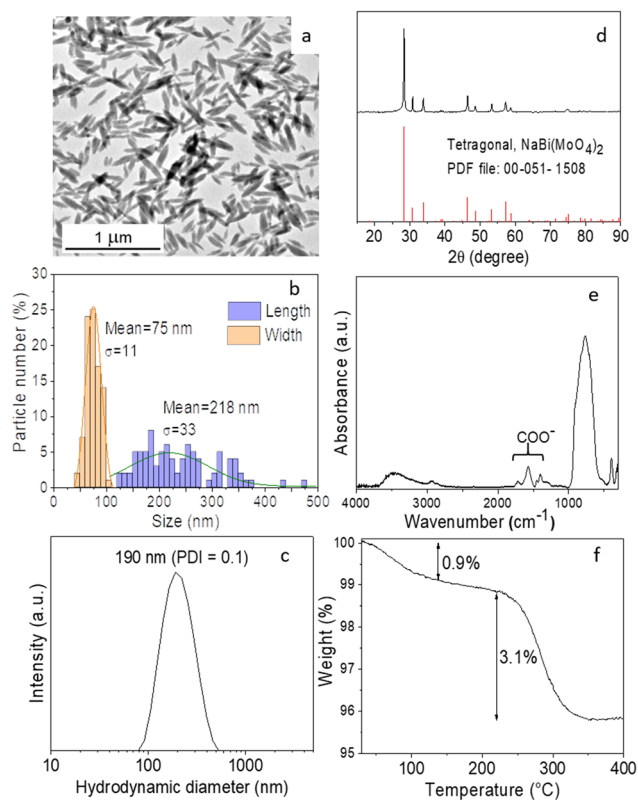 a
1 μm
b
Particle number (%)
30
25
20
15
10
5
0
Mean=75 nm
σ=11
Length
Width
Mean=218 nm
σ=33
0
100
200
300
400
500
Size (nm)
c
190 nm (PDI = 0.1)
Intensity (a.u.)
10
100
1000
Hydrodynamic diameter (nm)
d
Tetragonal, NaBi(MoO₄)₂
PDF file: 00-051- 1508
20
30
40
50
60
70
80
90
2θ (degree)
e
Absorbance (a.u.)
COO⁻
4000
3000
2000
1000
Wavenumber (cm⁻¹)
f
Weight (%)
100
99
98
96
95
0.9%
3.1%
100
200
300
400
Temperature (°C)